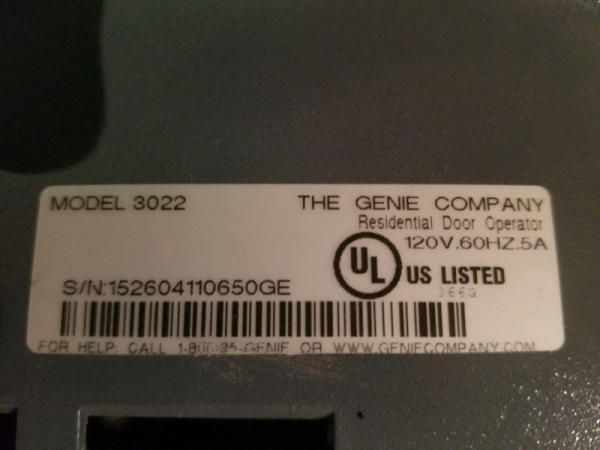 MODEL 3022 THE GENIE COMPANY
Residential Door Operator
120V.60HZ.5A
UL US LISTED
S/N:152604110650GE
366G
FOR HELP: CALL OR WWW.GENIECOMPANY.COM